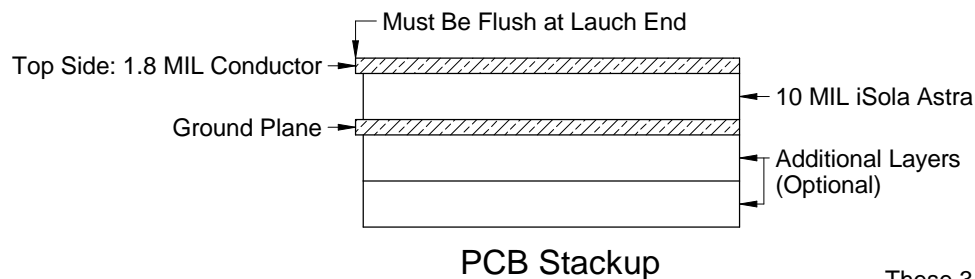 Must Be Flush at Lauch End
Top Side: 1.8 MIL Conductor
10 MIL iSola Astra
Ground Plane
Additional Layers
(Optional)
PCB Stackup